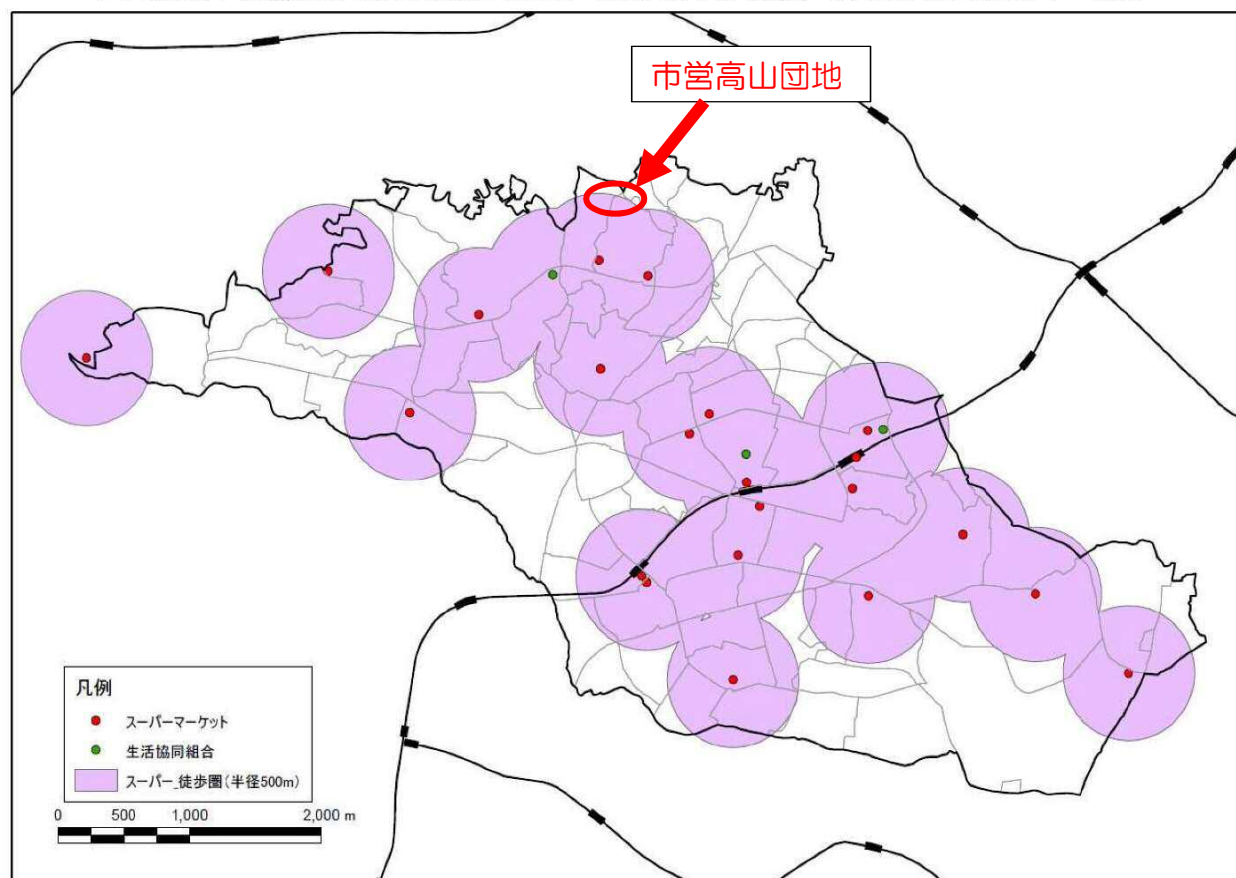 市営高山団地
凡例
スーパーマーケット
生活協同組合
スーパー_徒歩圏(半径500m)
0 500 1,000 2,000 m